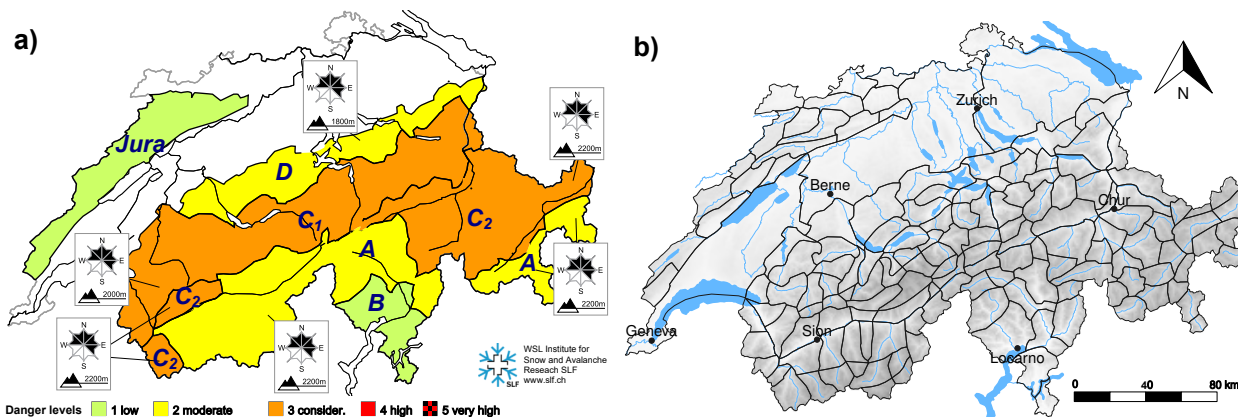 a)
Jura
D
C1
C2
A
A
B
C2
C2
N
W
E
S
1800m
N
W
E
S
2200m
N
W
E
S
2000m
N
W
E
S
2200m
N
W
E
S
2200m
N
W
E
S
2200m
WSL Institute for
Snow and Avalanche
Reseach SLF
www.slf.ch
SLF
Danger levels 1 low 2 moderate 3 consider. 4 high 5 very high
b)
N
Zurich
Berne
Chur
Geneva
Sion
Locarno
0 40 80 km